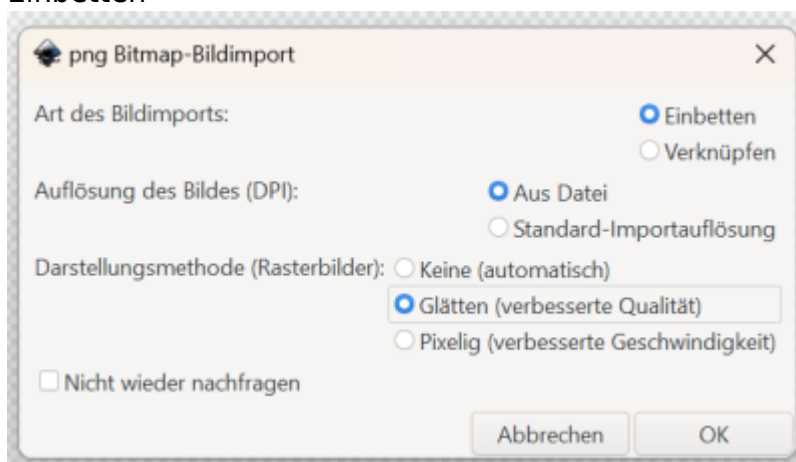 Einbetten
png Bitmap-Bildimport
Art des Bildimports: Einbetten
Verknüpfen
Auflösung des Bildes (DPI): Aus Datei
Standard-Importauflösung
Darstellungsmethode (Rasterbilder): Keine (automatisch)
Glätten (verbesserte Qualität)
Pixelig (verbesserte Geschwindigkeit)
Nicht wieder nachfragen
Abbrechen OK